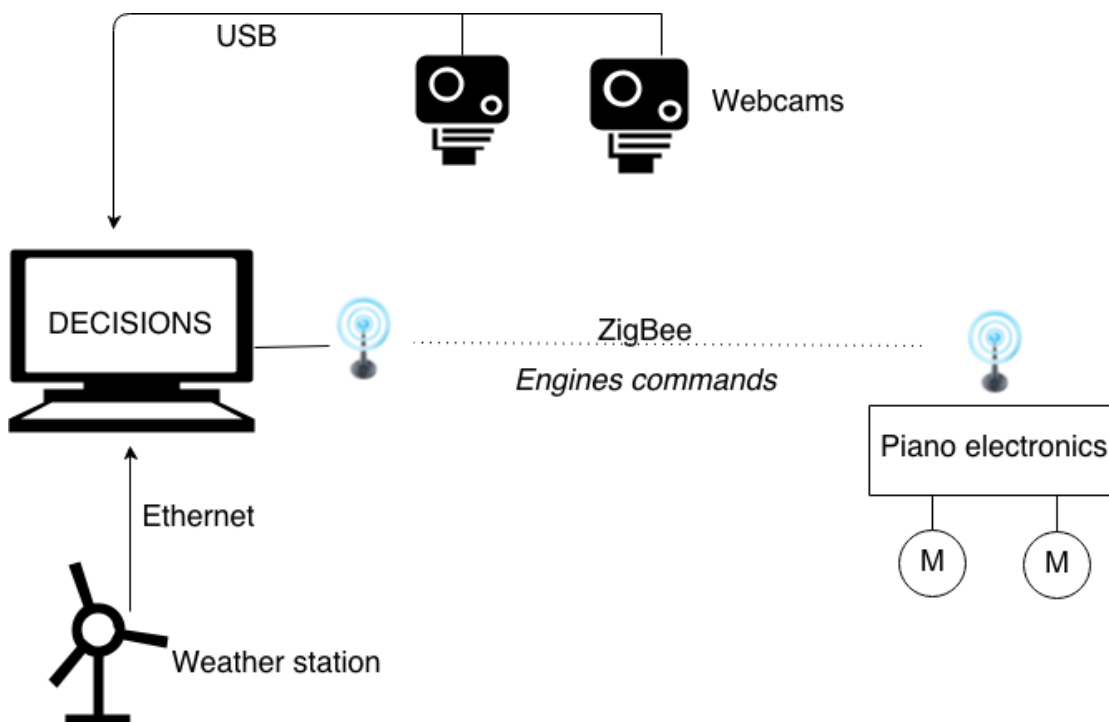 USB
Webcams
DECISIONS
ZigBee
Engines commands
Piano electronics
M
M
Ethernet
Weather station